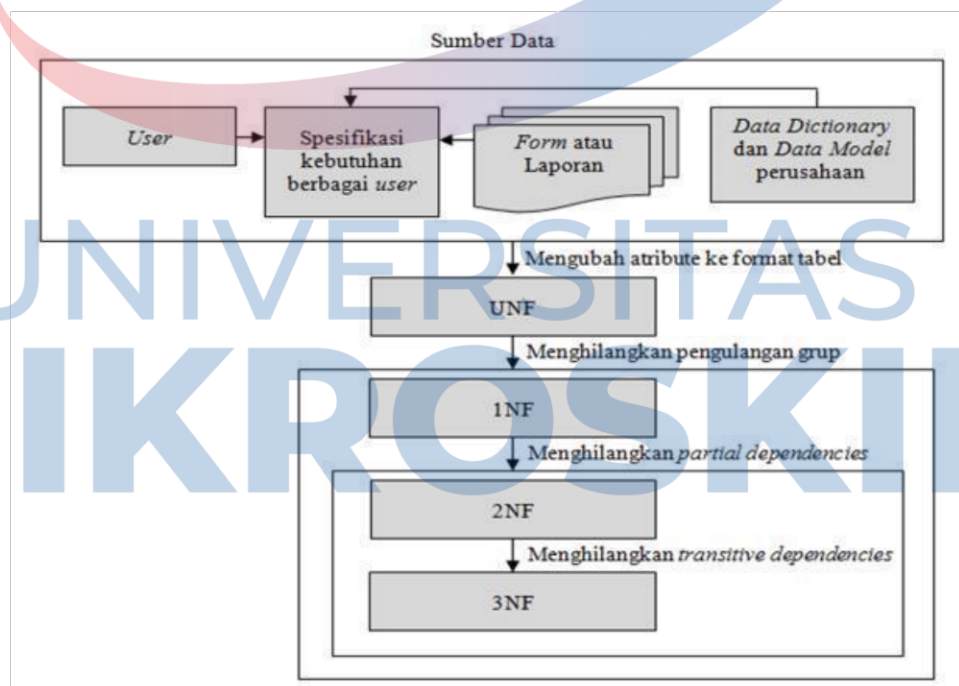 Sumber Data
User
Spesifikasi
kebutuhan
berbagai user
Form atau
Laporan
Data Dictionary
dan Data Model
perusahaan
Mengubah atribute ke format tabel
UNIVERSITAS
UNF
Menghilangkan pengulangan grup
1NF
MIKROSKIL
Menghilangkan partial dependencies
2NF
Menghilangkan transitive dependencies
3NF